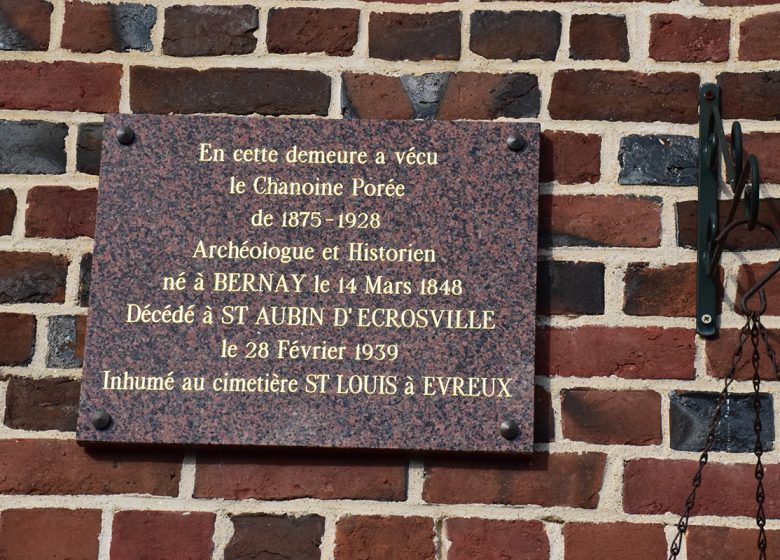 En cette demeure a vécu
le Chanoine Porée
de 1875-1928
Archéologue et Historien
né à BERNAY le 14 Mars 1848
Décédé à ST AUBIN D'ECROSVILLE
le 28 Février 1939
Inhumé au cimetière ST LOUIS à EVREUX